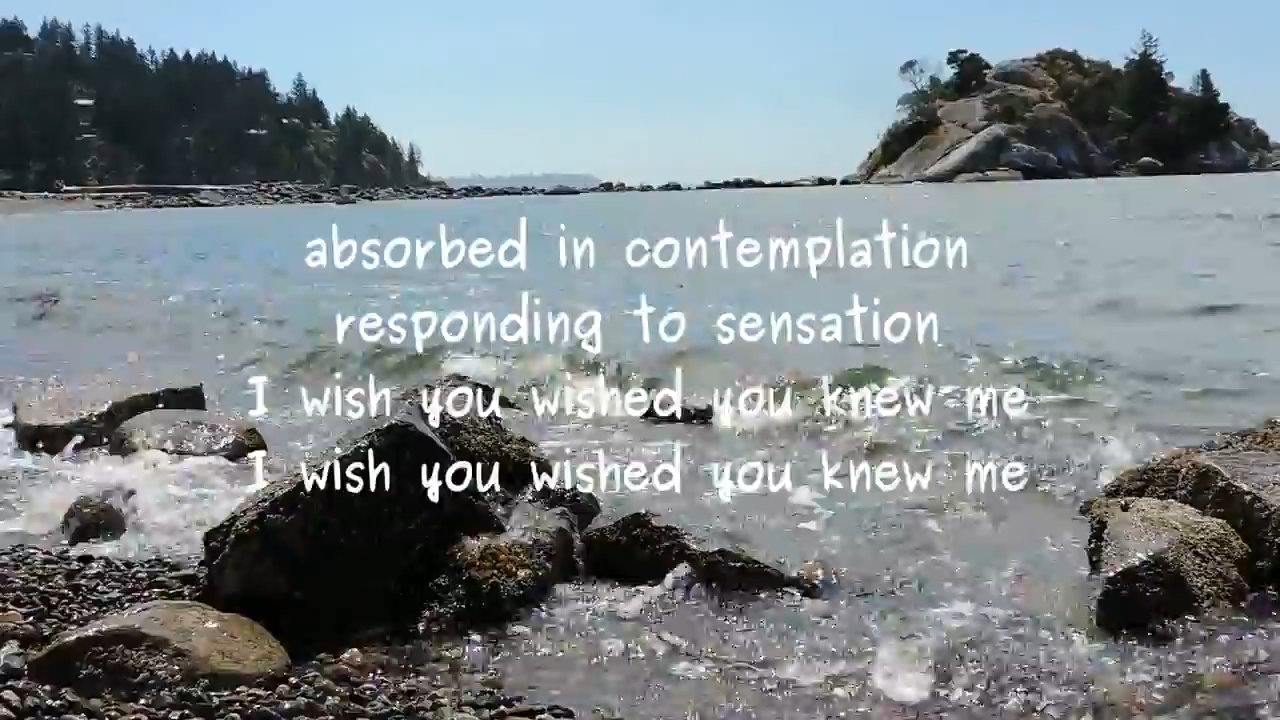 absorbed in contemplation
responding to sensation
I wish you wished you knew me
I wish you wished you knew me